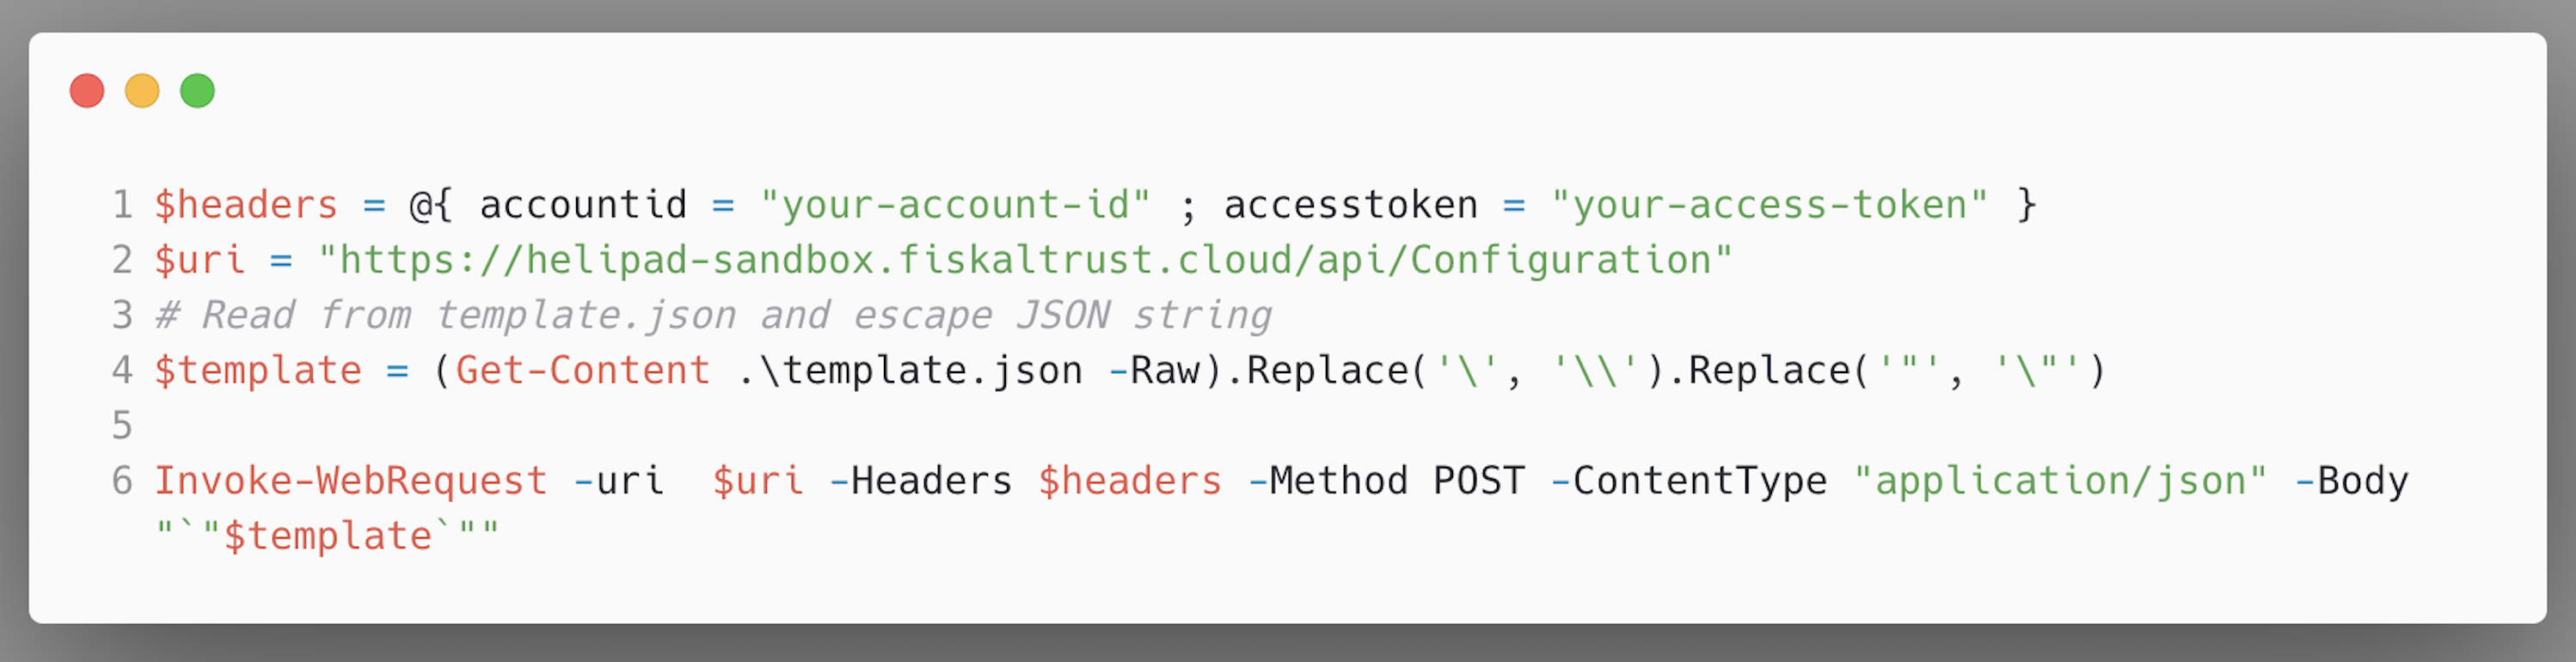 1 $headers = @{ accountid = "your-account-id" ; accesstoken = "your-access-token" }
2 $uri = "https://helipad-sandbox.fiskaltrust.cloud/api/Configuration"
3 # Read from template.json and escape JSON string
4 $template = (Get-Content .\template.json -Raw).Replace('\', '\\').Replace('"', '\"')
5
6 Invoke-WebRequest -uri  $uri -Headers $headers -Method POST -ContentType "application/json" -Body
"`"$template`""